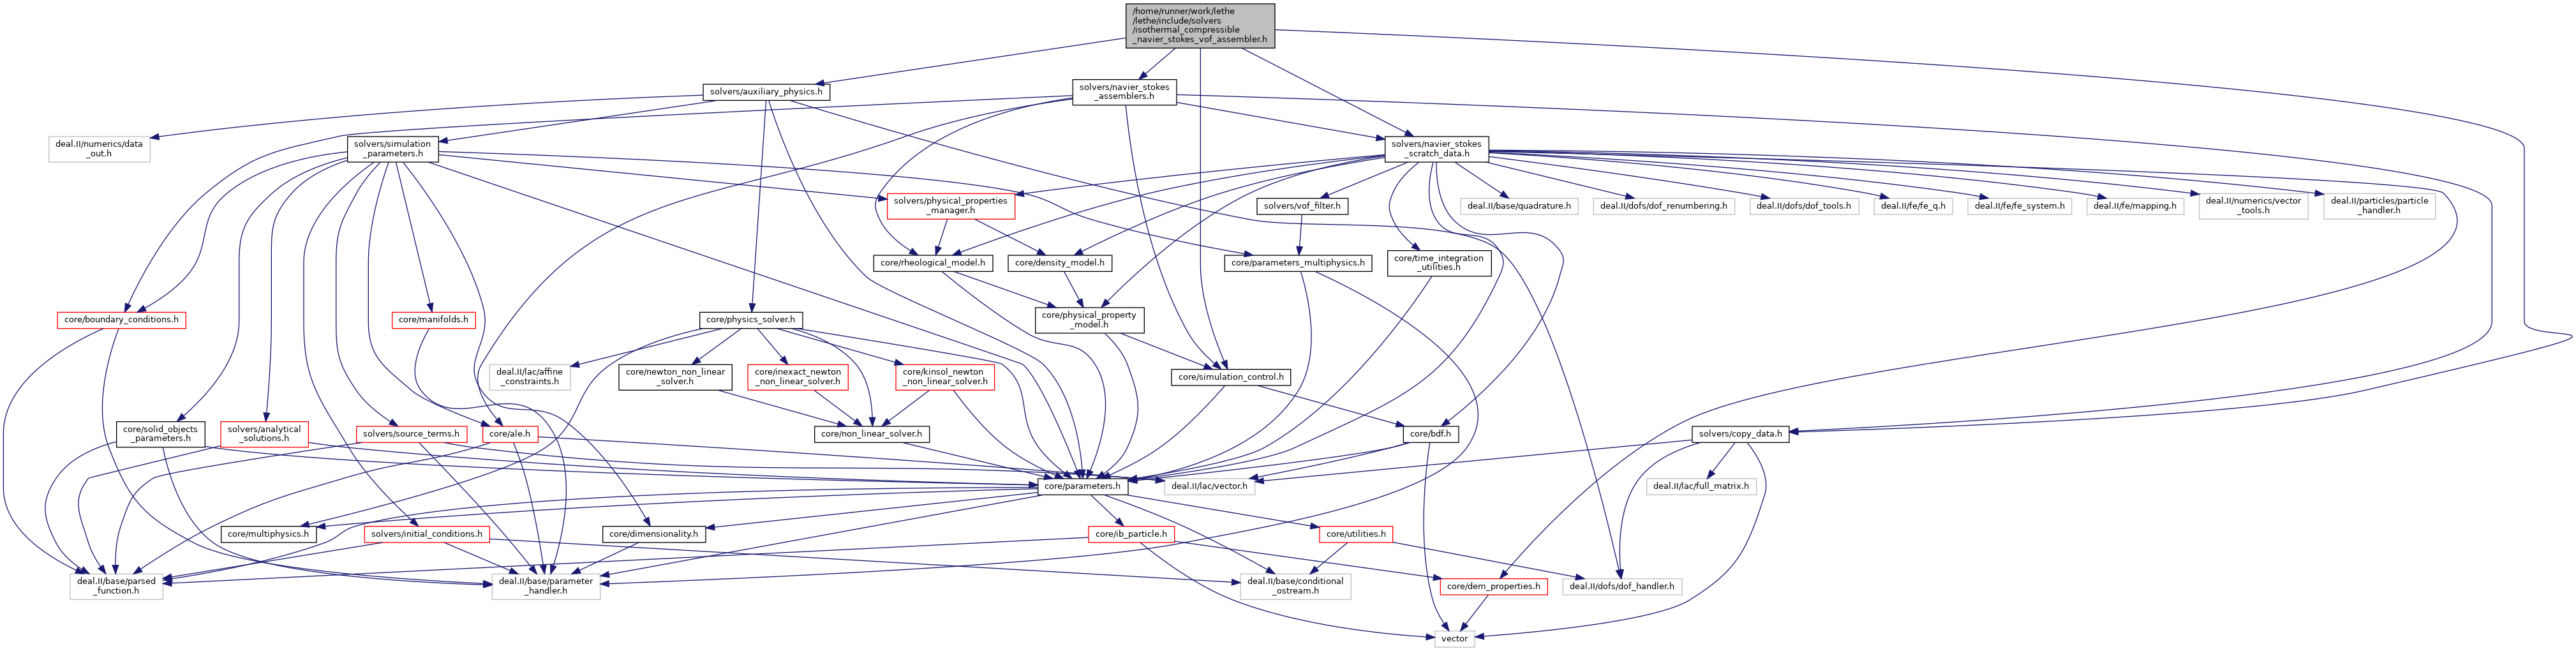 /home/runner/work/lethe
/lethe/include/solvers
/isothermal_compressible
_navier_stokes_vof_assembler.h
solvers/auxiliary_physics.h
solvers/navier_stokes
_assemblers.h
deal.II/numerics/data
_out.h
solvers/simulation
_parameters.h
solvers/navier_stokes
_scratch_data.h
solvers/physical_properties
_manager.h
solvers/vof_filter.h
deal.II/base/quadrature.h
deal.II/dofs/dof_renumbering.h
deal.II/dofs/dof_tools.h
deal.II/fe/fe_q.h
deal.II/fe/fe_system.h
deal.II/fe/mapping.h
deal.II/numerics/vector
_tools.h
deal.II/particles/particle
_handler.h
core/rheological_model.h
core/density_model.h
core/parameters_multiphysics.h
core/time_integration
_utilities.h
core/boundary_conditions.h
core/manifolds.h
core/physics_solver.h
core/physical_property
_model.h
deal.II/lac/affine
_constraints.h
core/newton_non_linear
_solver.h
core/inexact_newton
_non_linear_solver.h
core/kinsol_newton
_non_linear_solver.h
core/simulation_control.h
core/solid_objects
_parameters.h
solvers/analytical
_solutions.h
solvers/source_terms.h
core/ale.h
core/non_linear_solver.h
core/bdf.h
solvers/copy_data.h
core/parameters.h
deal.II/lac/vector.h
deal.II/lac/full_matrix.h
core/multiphysics.h
solvers/initial_conditions.h
core/dimensionality.h
core/ib_particle.h
core/utilities.h
deal.II/base/parsed
_function.h
deal.II/base/parameter
_handler.h
deal.II/base/conditional
_ostream.h
core/dem_properties.h
deal.II/dofs/dof_handler.h
vector